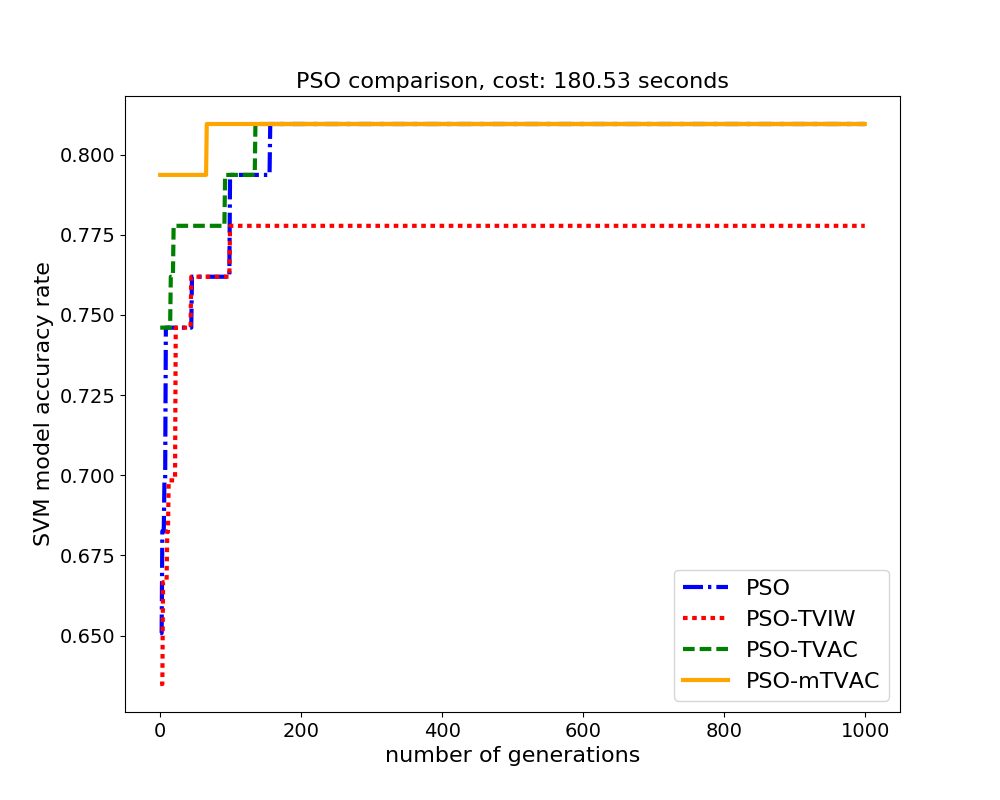 PSO comparison, cost: 180.53 seconds
SVM model accuracy rate
0.800
0.775
0.750
0.725
0.700
0.675
0.650
0
200
400
600
800
1000
number of generations
PSO
PSO-TVIW
PSO-TVAC
PSO-mTVAC